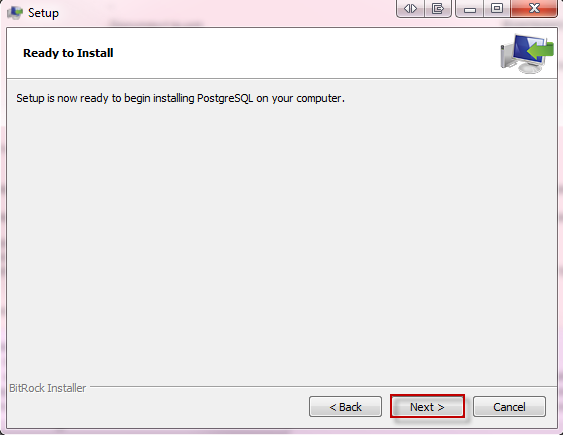 Setup
Ready to Install
Setup is now ready to begin installing PostgreSQL on your computer.
BitRock Installer
< Back
Next >
Cancel